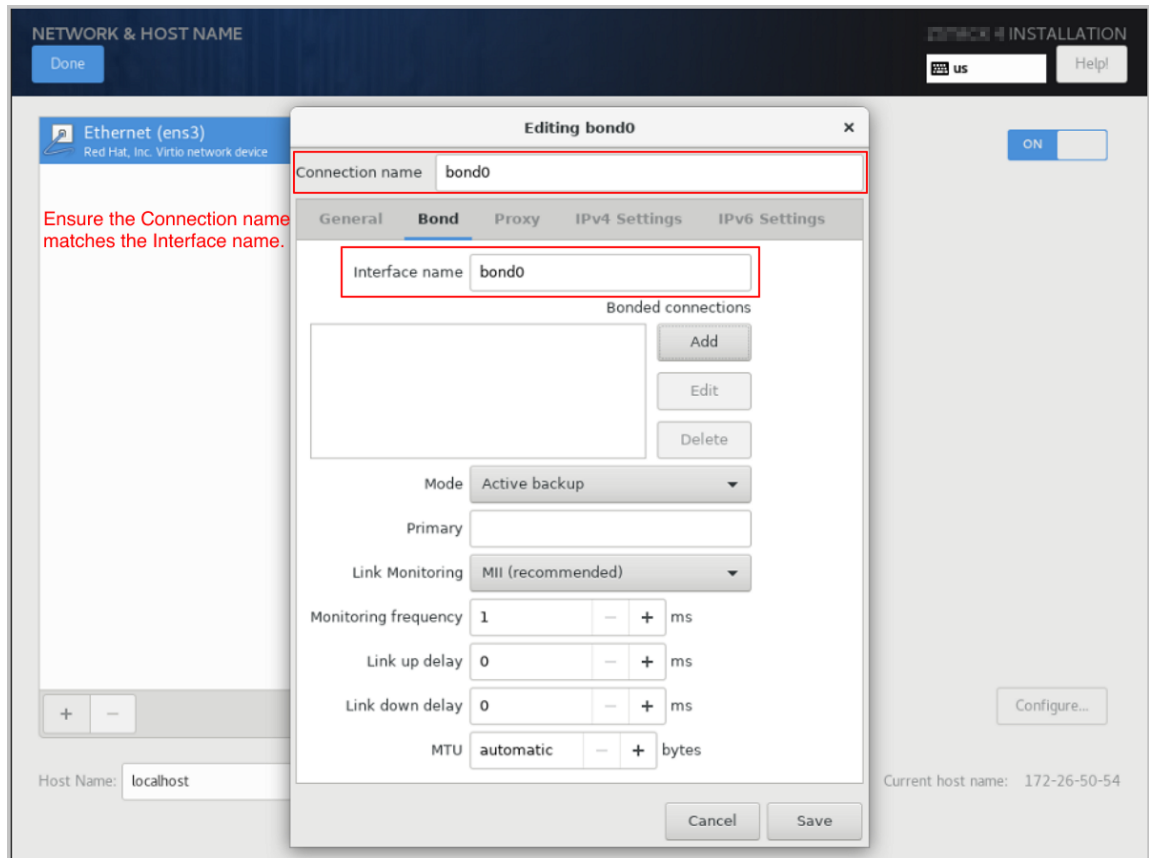 NETWORK & HOST NAME
INSTALLATION
Done
us
Help!
Ethernet (ens3)
Red Hat, Inc. Virtio network device
ON
Ensure the Connection name
matches the Interface name.
Editing bond0
Connection name bond0
General Bond Proxy IPv4 Settings IPv6 Settings
Interface name bond0
Bonded connections
Add
Edit
Delete
Mode Active backup
Primary
Link Monitoring MII (recommended)
Monitoring frequency 1 − + ms
Link up delay 0 − + ms
Link down delay 0 − + ms
MTU automatic − + bytes
Cancel Save
+ −
Configure...
Host Name: localhost
Current host name: 172-26-50-54